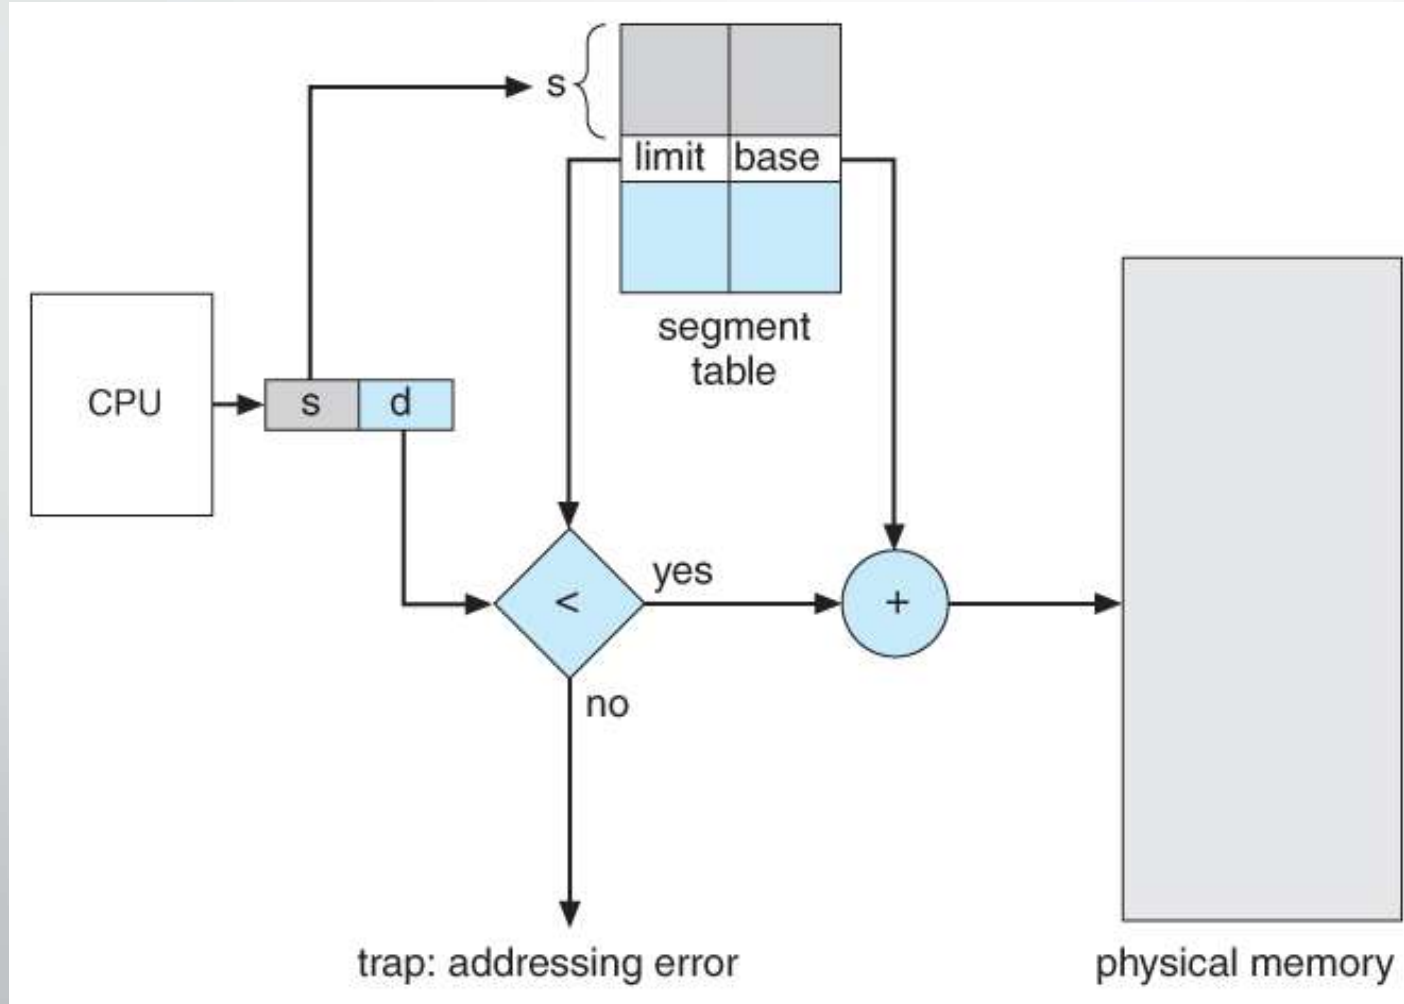 s
limit base
segment
table
CPU
s d
<
yes
+
no
trap: addressing error
physical memory